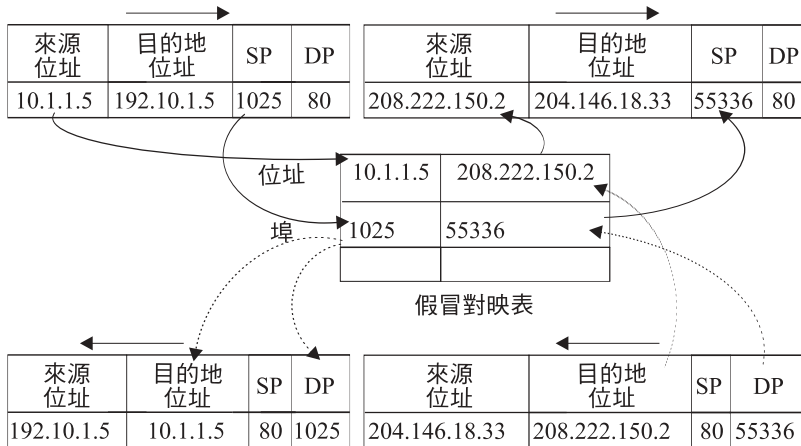 來源位址 目的地位址 SP DP
10.1.1.5 192.10.1.5 1025 80
來源位址 目的地位址 SP DP
208.222.150.2 204.146.18.33 55336 80
位址 10.1.1.5 208.222.150.2
埠 1025 55336
假冒對映表
來源位址 目的地位址 SP DP
192.10.1.5 10.1.1.5 80 1025
來源位址 目的地位址 SP DP
204.146.18.33 208.222.150.2 80 55336